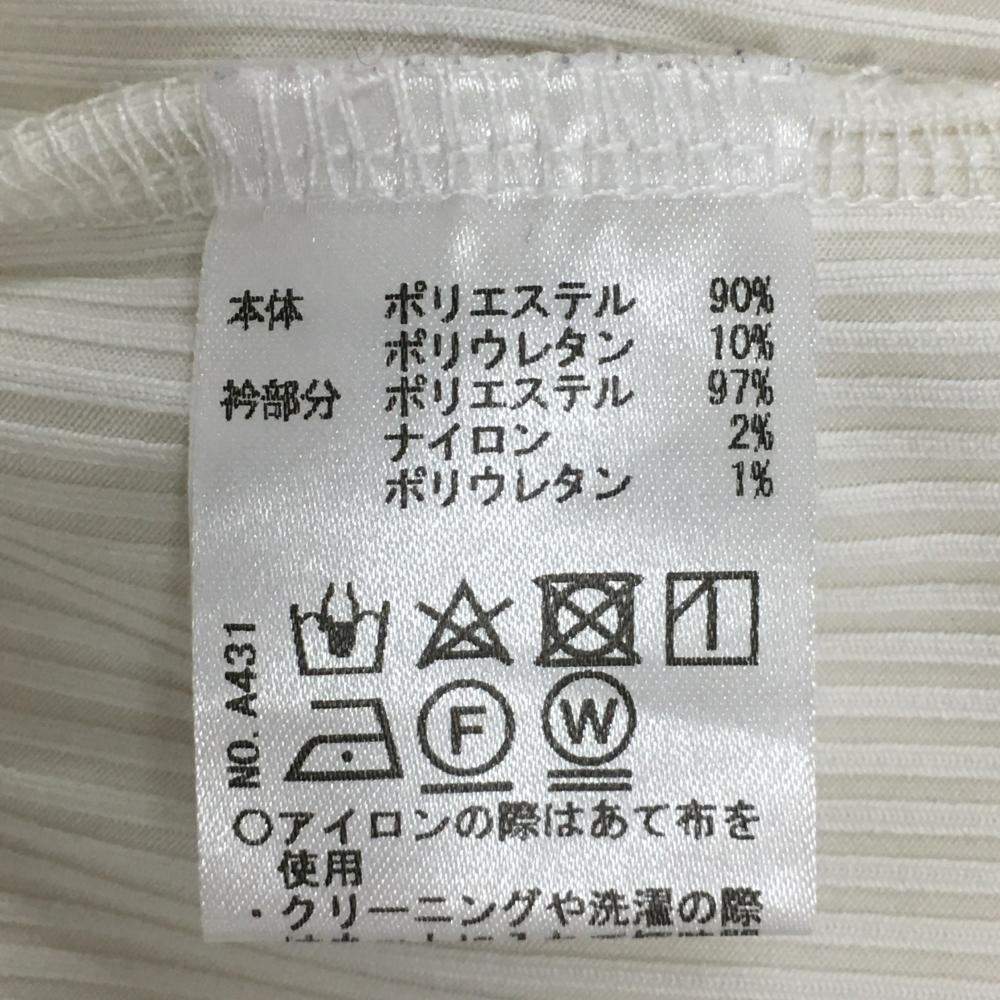 本体 ポリエステル 90%
ポリウレタン 10%
衿部分 ポリエステル 97%
ナイロン 2%
ポリウレタン 1%
NO. A431
F W
○アイロンの際はあて布を
使用
・クリーニングや洗濯の際